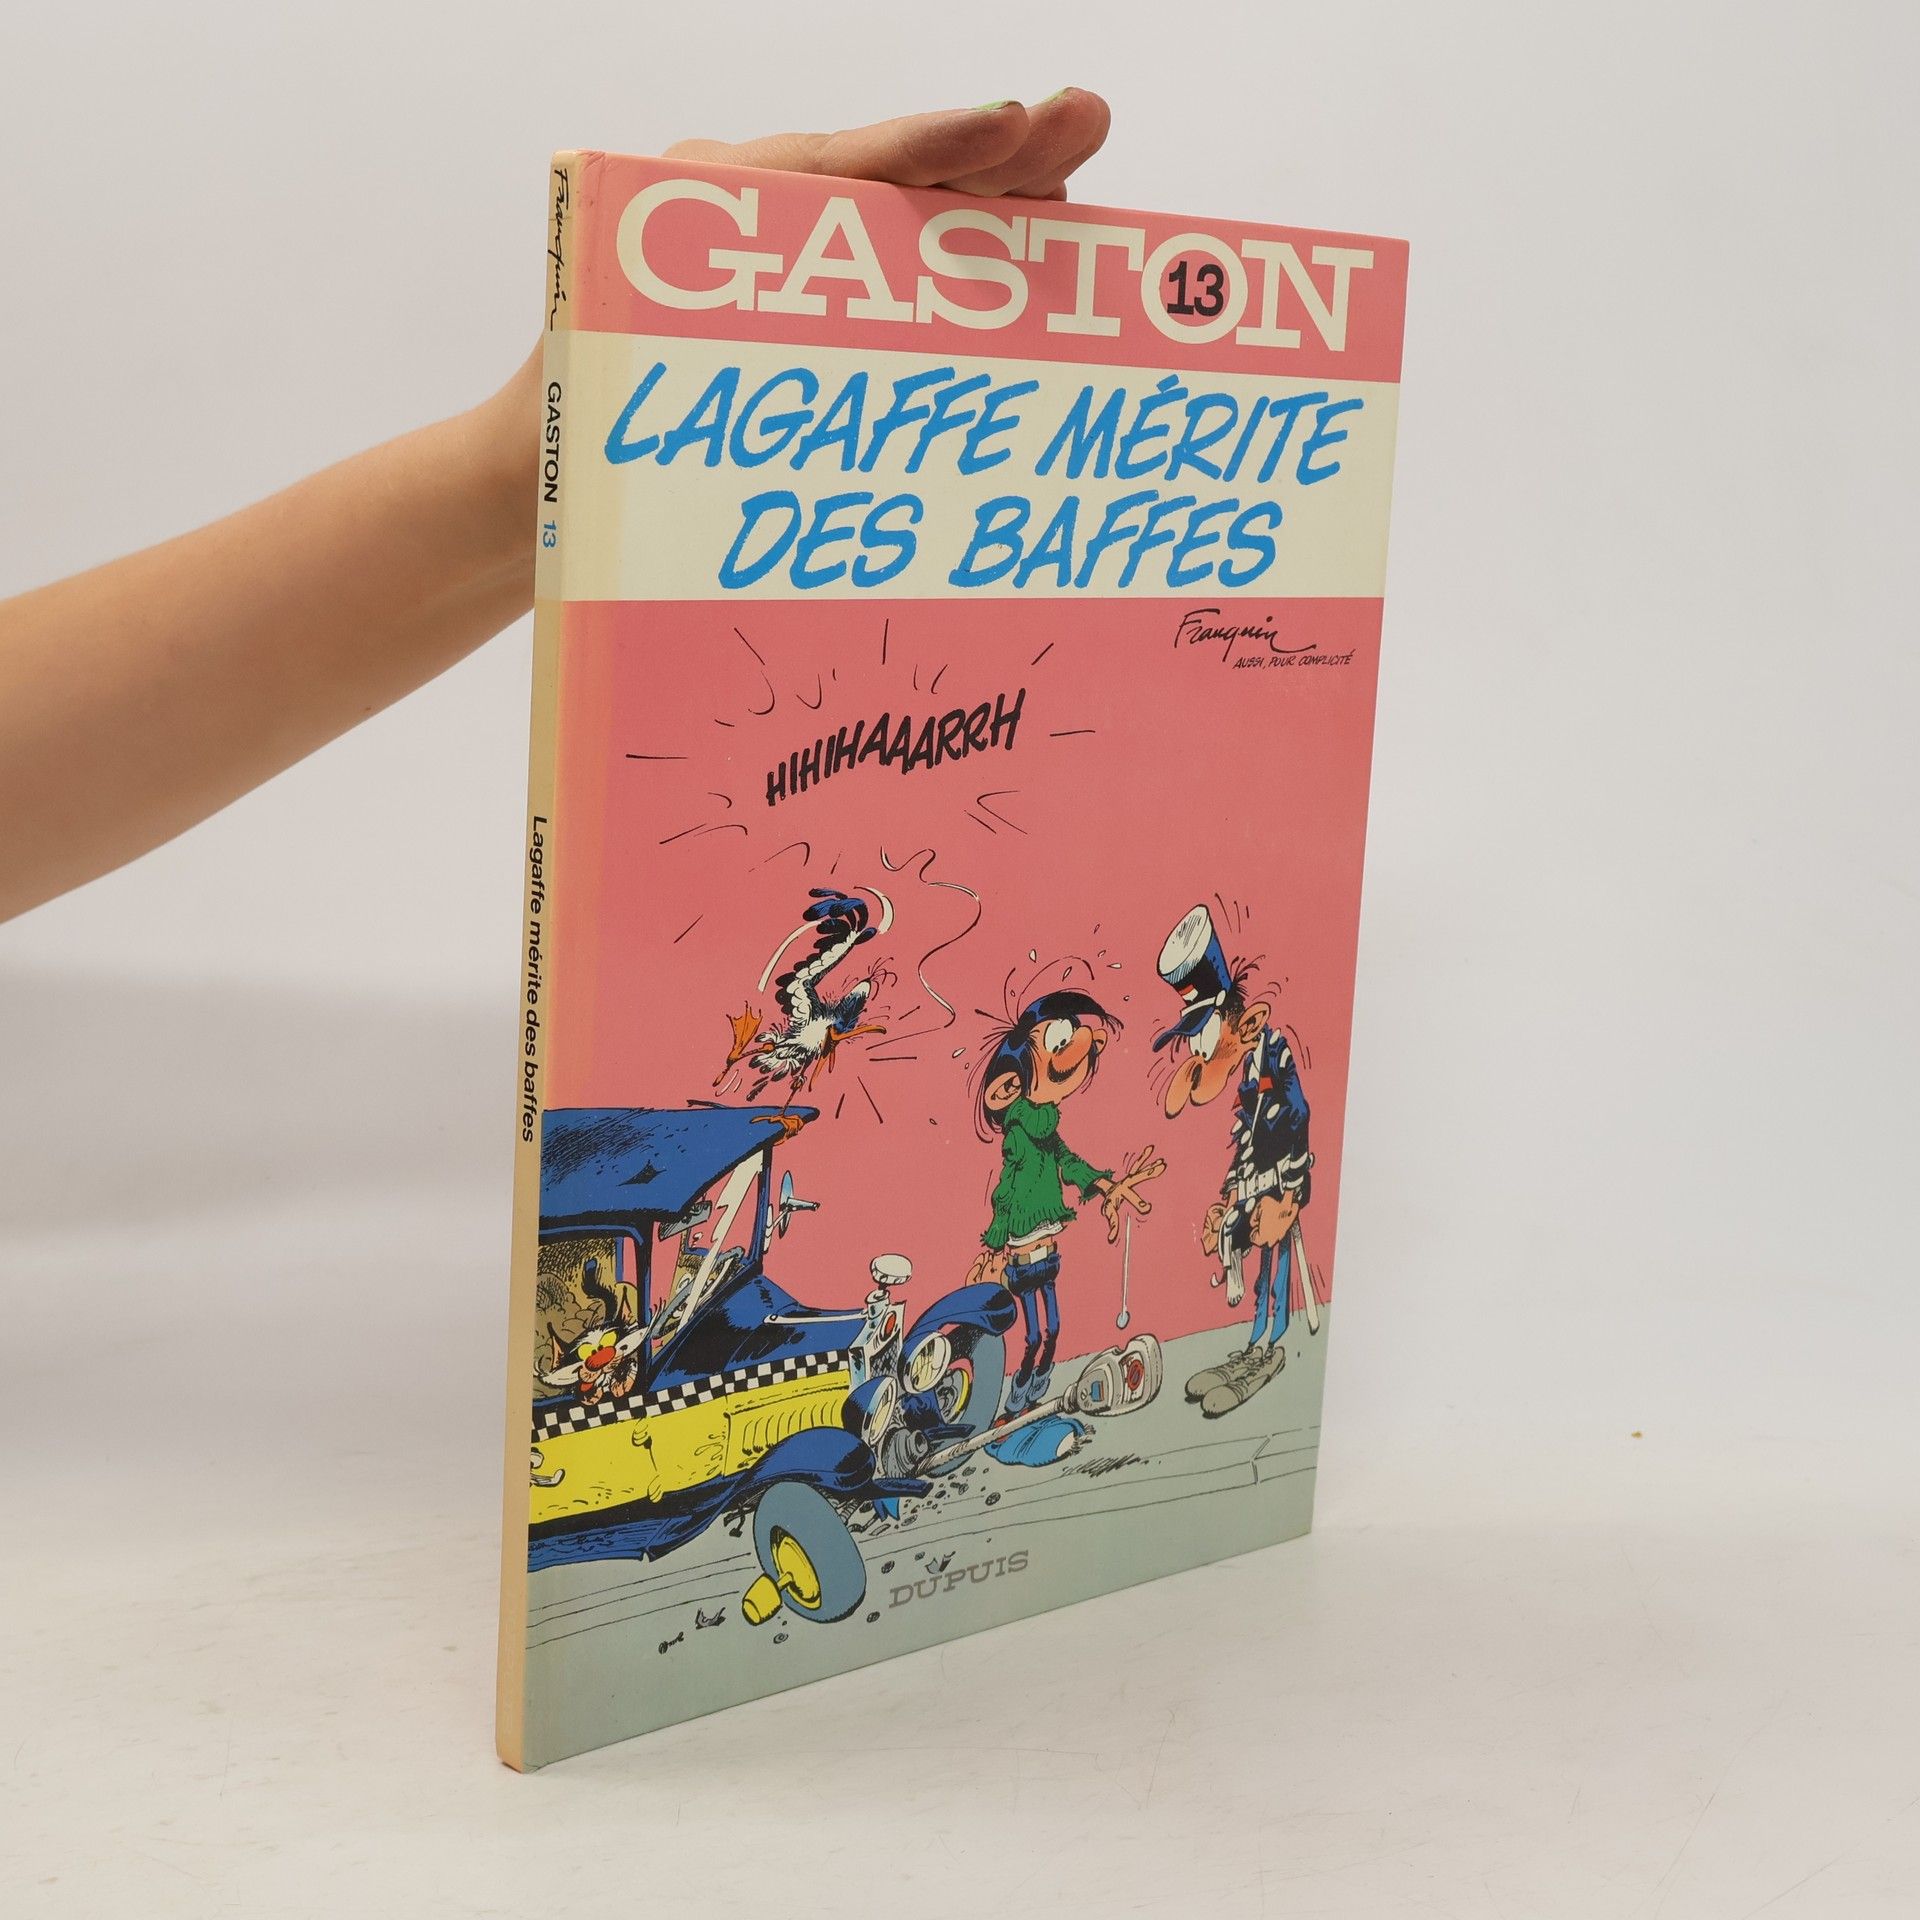 GASTON
13
LAGAFFE MÉRITE
DES BAFFES
Franquin
AUSSI, POUR COMPLICITÉ
HIHIHAAARRH
DUPUIS
Franquin
GASTON 13
Lagaffe mérite des baffes